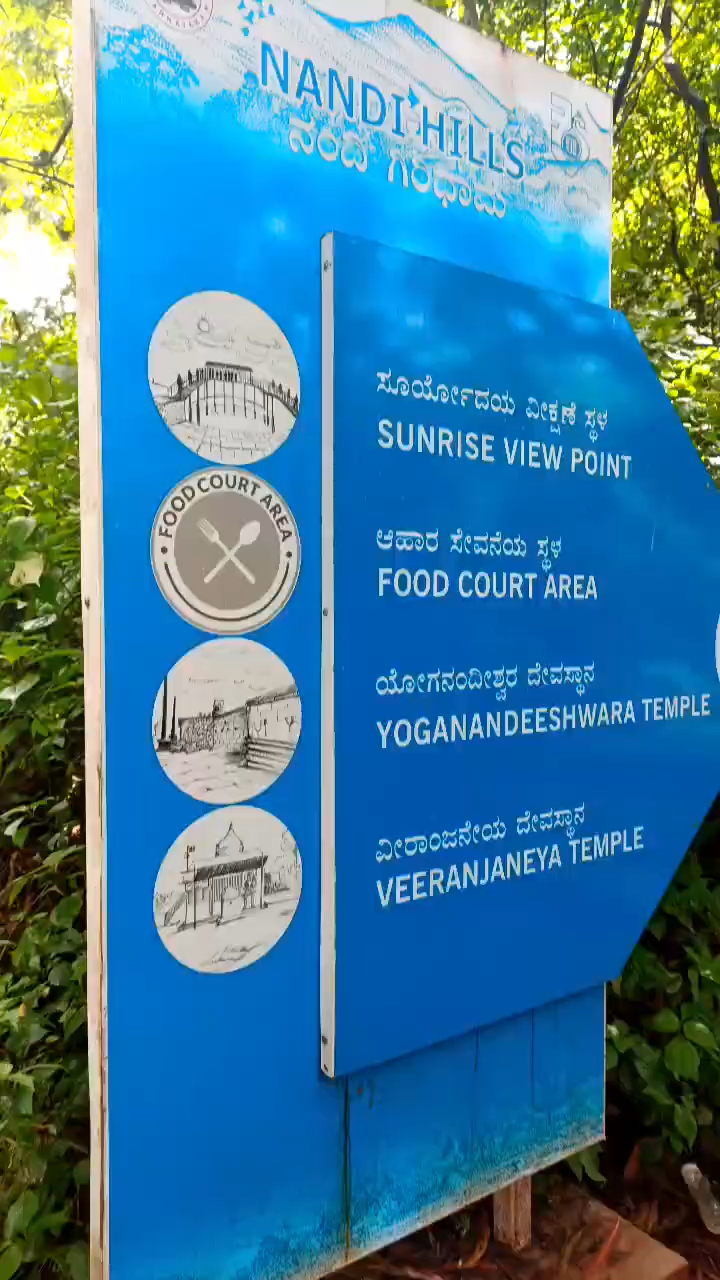 NANDI HILLS
ನಂದಿ ಗಿರಿಧಾಮ
ಸೂರ್ಯೋದಯ ವೀಕ್ಷಣೆ ಸ್ಥಳ
SUNRISE VIEW POINT
FOOD COURT AREA
ಆಹಾರ ಸೇವನೆಯ ಸ್ಥಳ
FOOD COURT AREA
ಯೋಗನಂದೀಶ್ವರ ದೇವಸ್ಥಾನ
YOGANANDEESHWARA TEMPLE
ವೀರಾಂಜನೇಯ ದೇವಸ್ಥಾನ
VEERANJANEYA TEMPLE